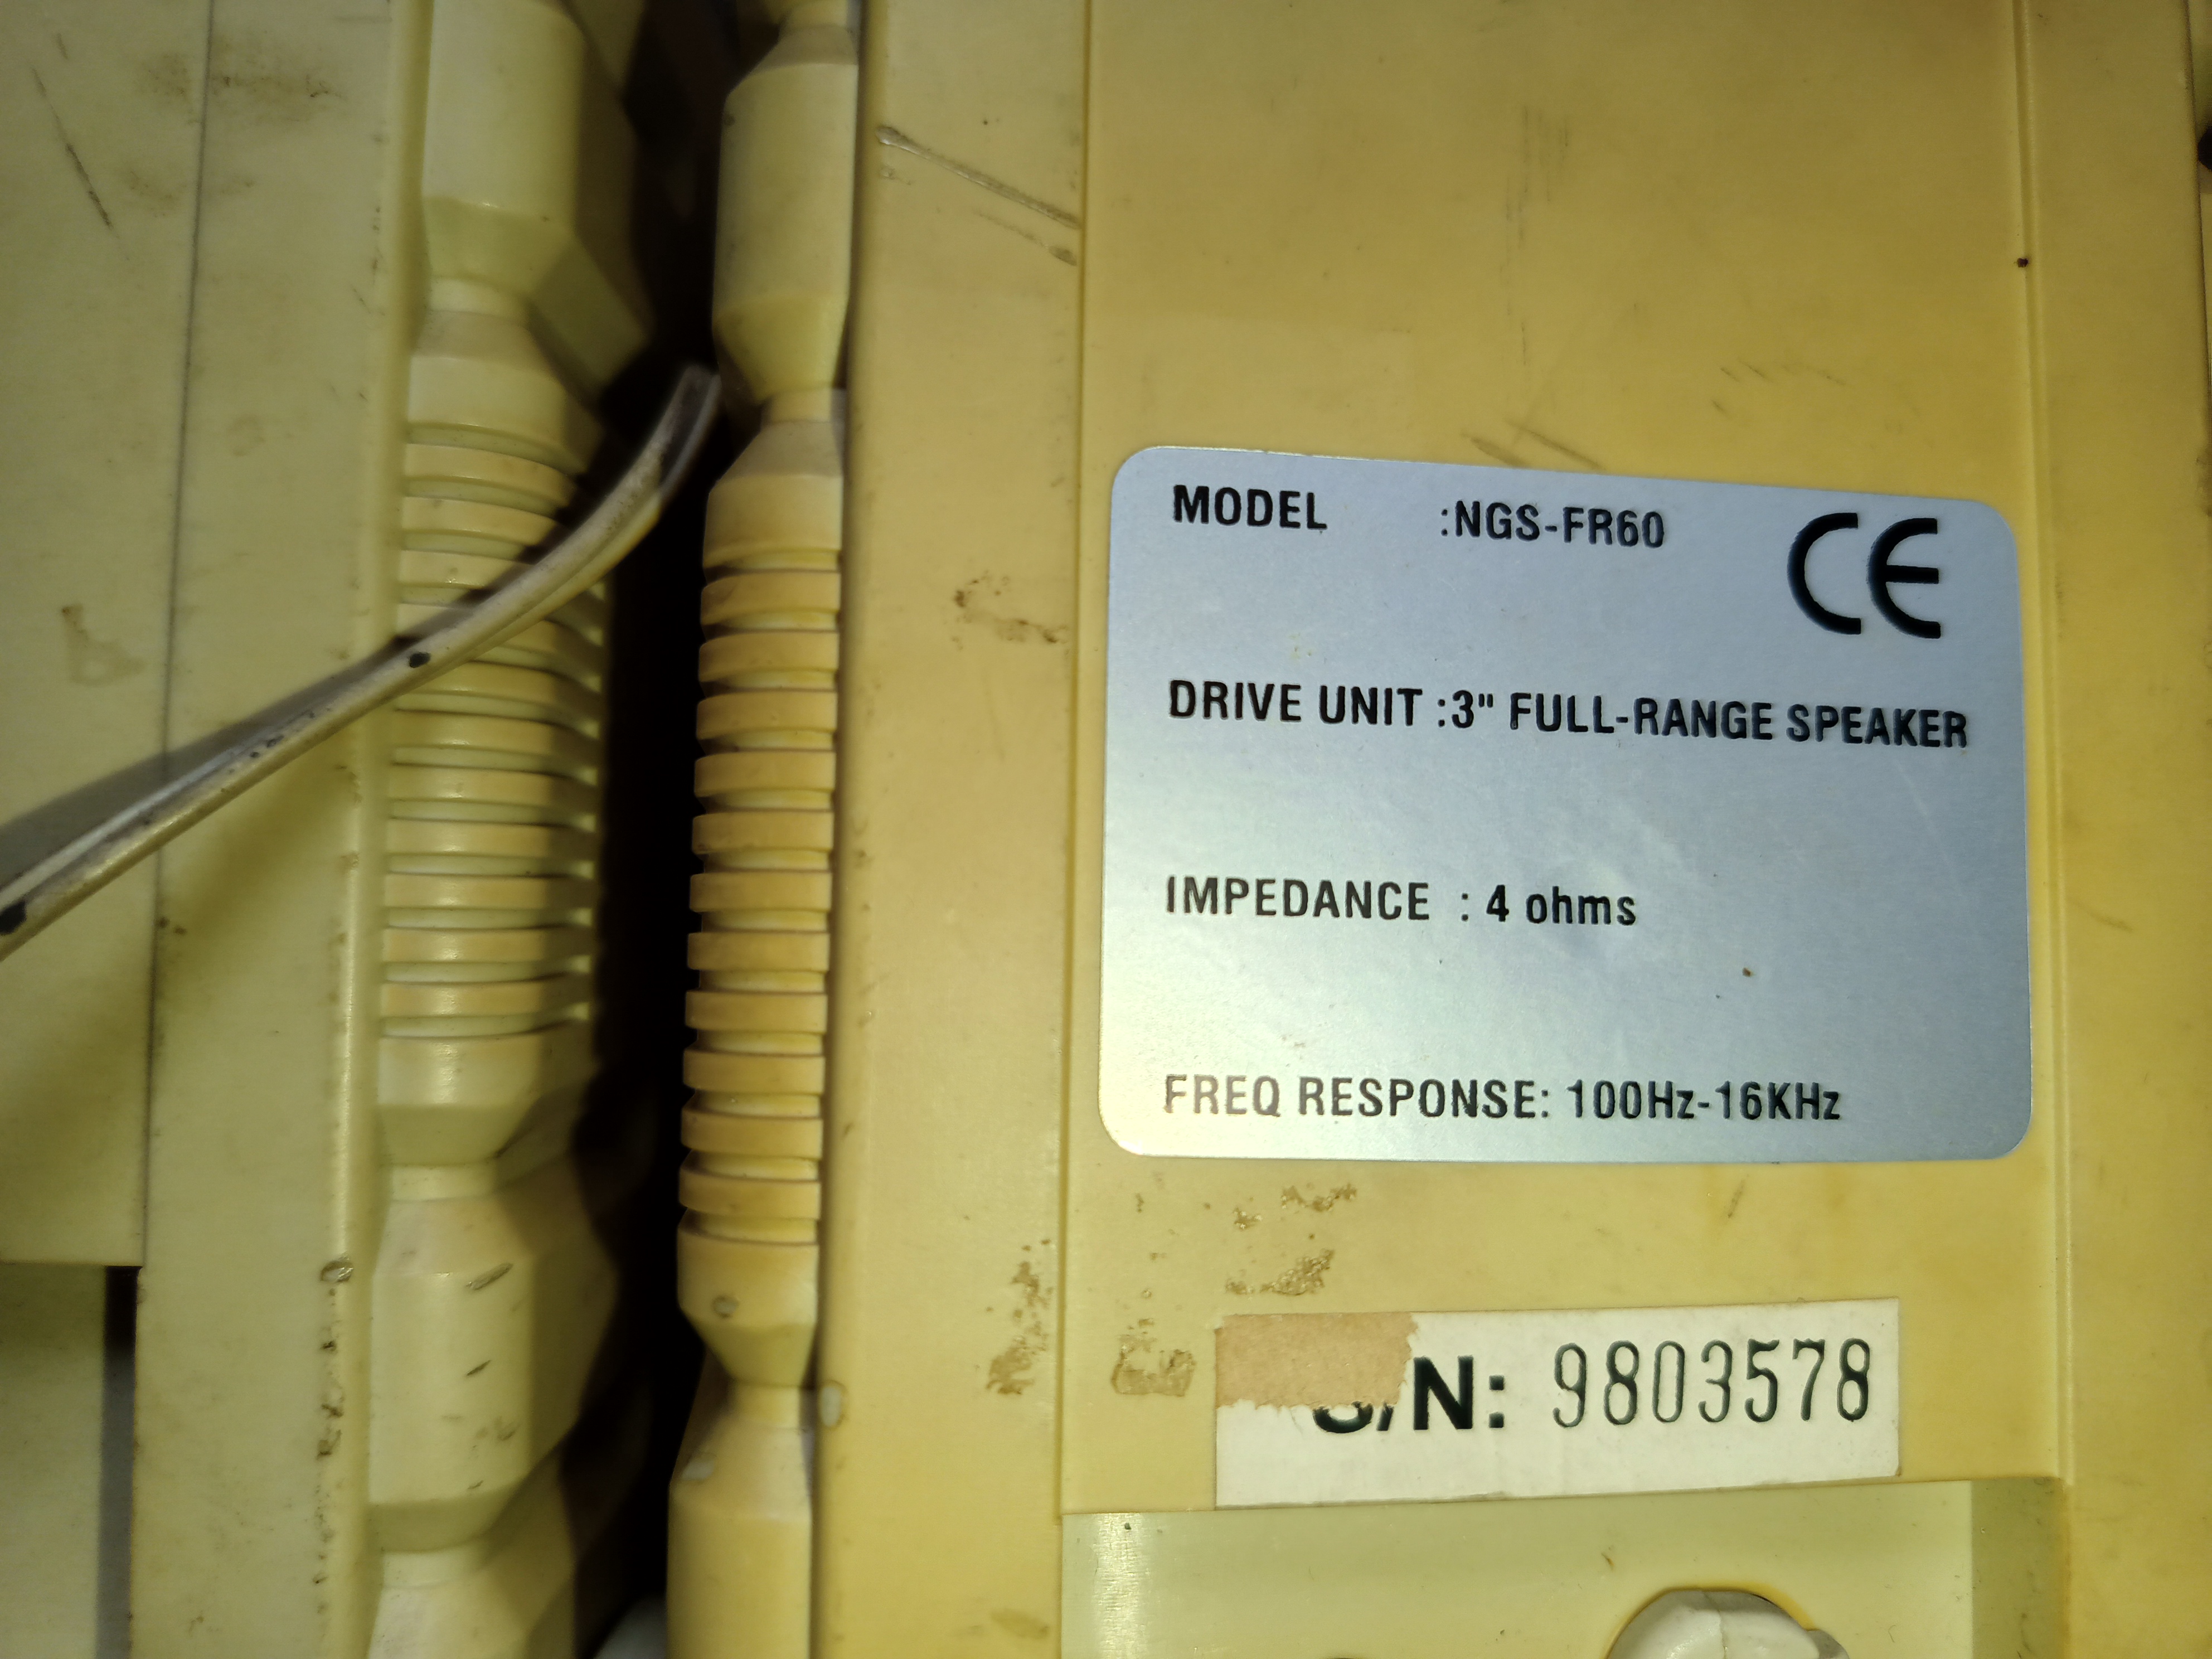 MODEL :NGS-FR60 CE
DRIVE UNIT :3" FULL-RANGE SPEAKER
IMPEDANCE : 4 ohms
FREQ RESPONSE: 100Hz-16KHz
S/N: 9803578